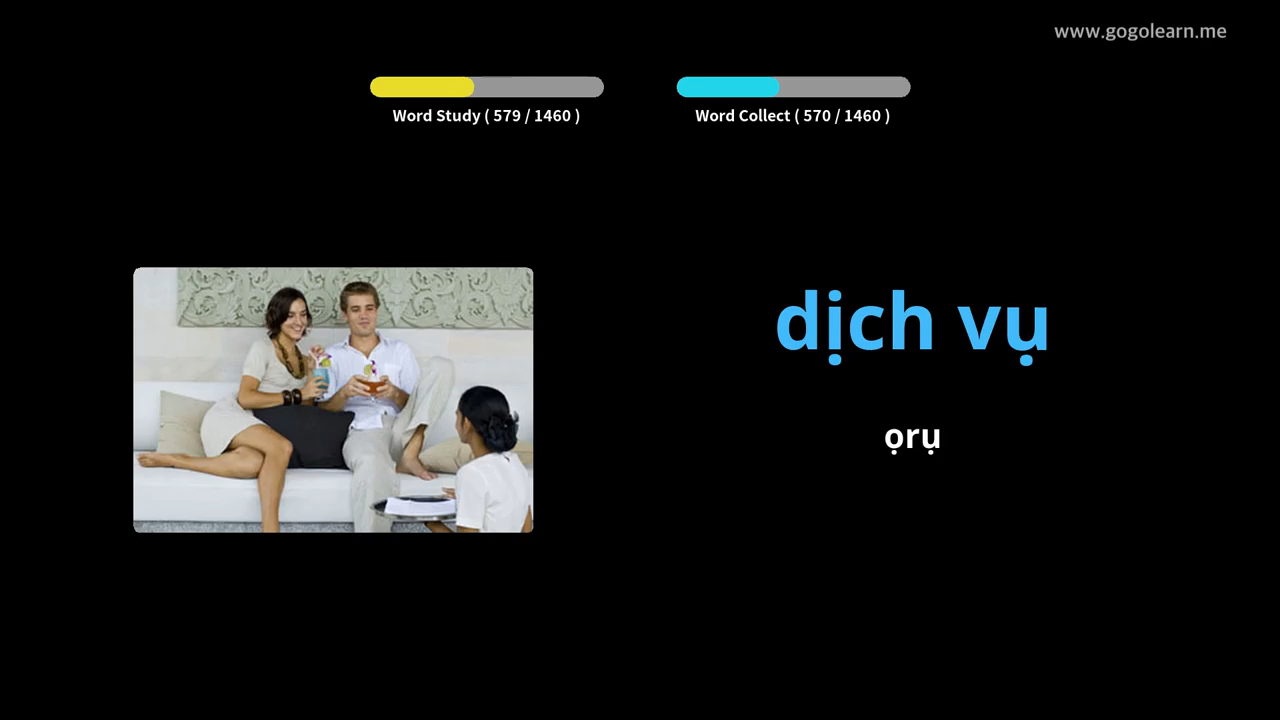 www.gogolearn.me
Word Study ( 579 / 1460 )
Word Collect ( 570 / 1460 )
dịch vụ
ọrụ